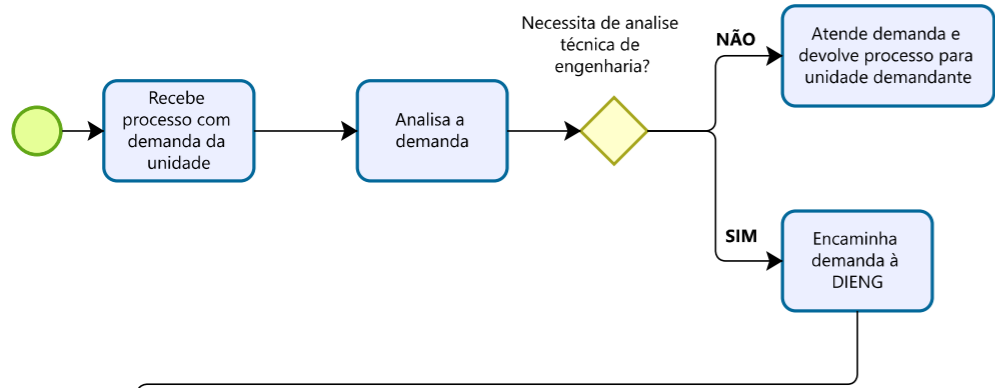 Recebe
processo com
demanda da
unidade
Analisa a
demanda
Necessita de analise
técnica de
engenharia?
NÃO
Atende demanda e
devolve processo para
unidade demandante
SIM
Encaminha
demanda à
DIENG